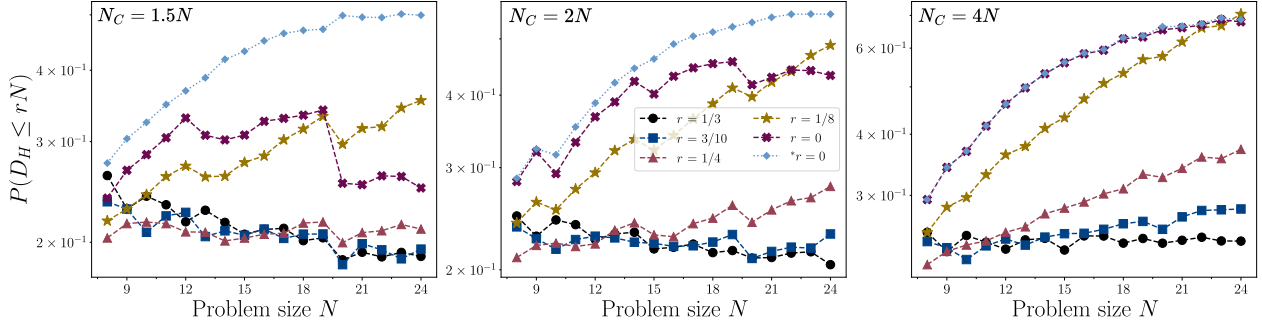 N_C = 1.5N
N_C = 2N
N_C = 4N
P(D_H ≤ rN)
5 × 10⁻¹
4 × 10⁻¹
3 × 10⁻¹
2 × 10⁻¹
4 × 10⁻¹
3 × 10⁻¹
2 × 10⁻¹
6 × 10⁻¹
4 × 10⁻¹
3 × 10⁻¹
r = 1/3
r = 3/10
r = 1/4
r = 1/8
r = 0
*r = 0
9 12 15 18 21 24
9 12 15 18 21 24
9 12 15 18 21 24
Problem size N
Problem size N
Problem size N